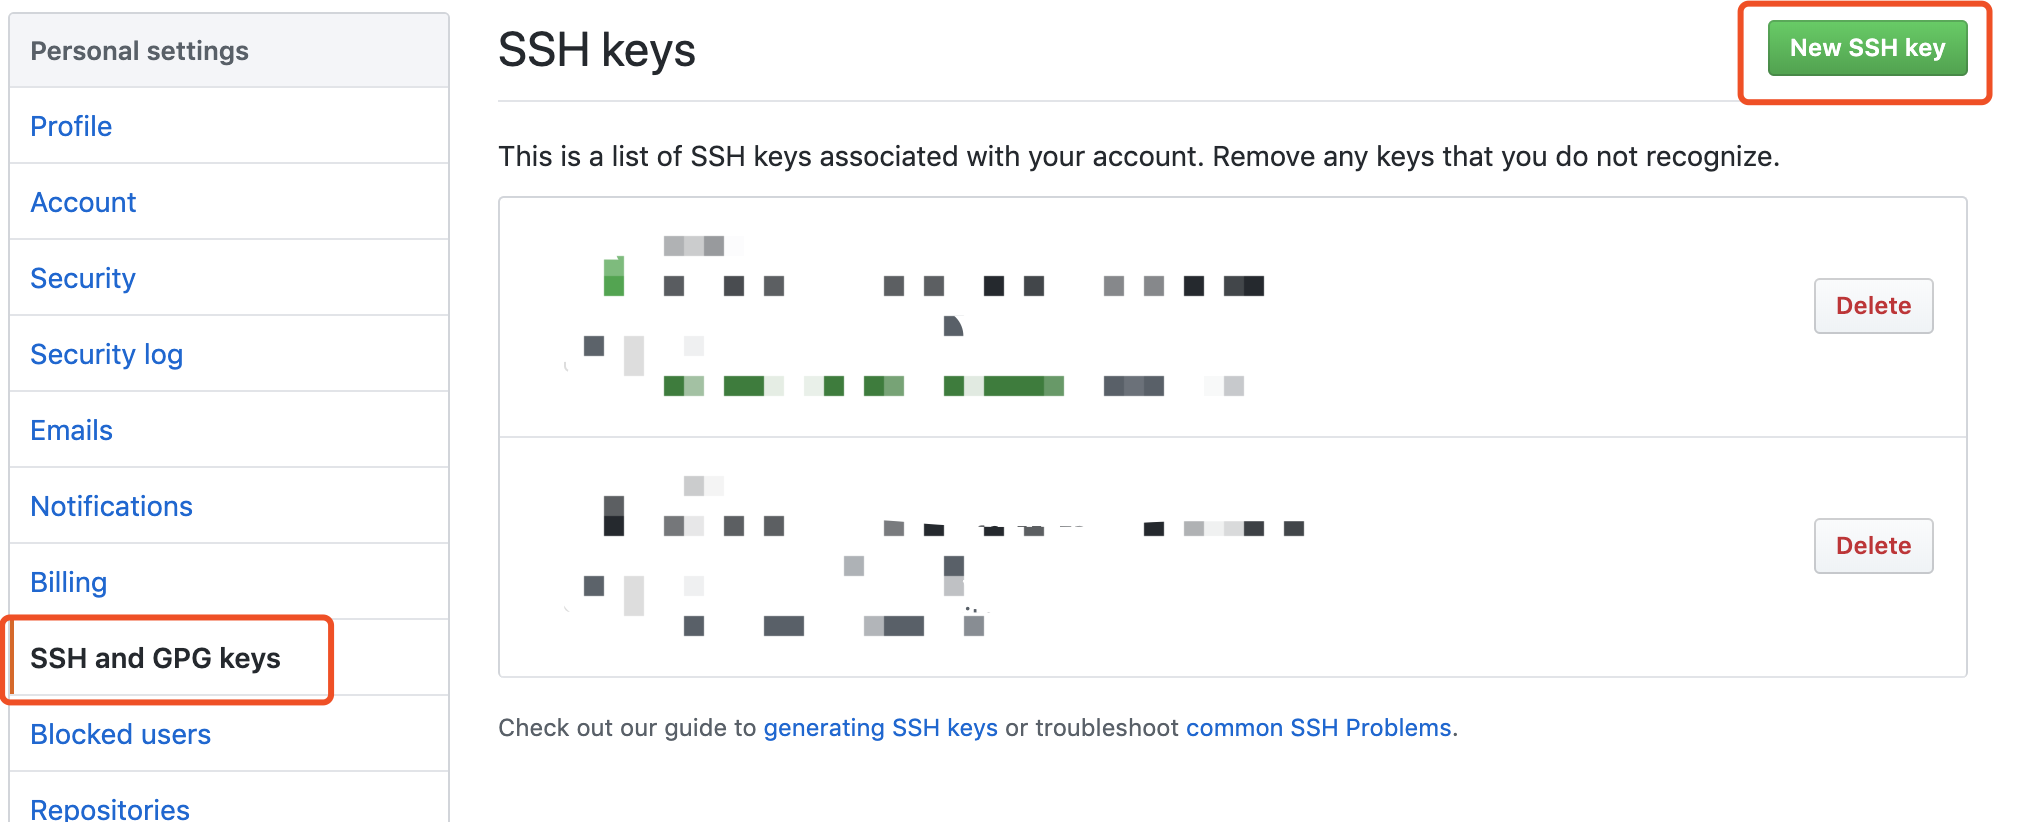 Personal settings
Profile
Account
Security
Security log
Emails
Notifications
Billing
SSH and GPG keys
Blocked users
Repositories
SSH keys
New SSH key
This is a list of SSH keys associated with your account. Remove any keys that you do not recognize.
Delete
Delete
Check out our guide to generating SSH keys or troubleshoot common SSH Problems.